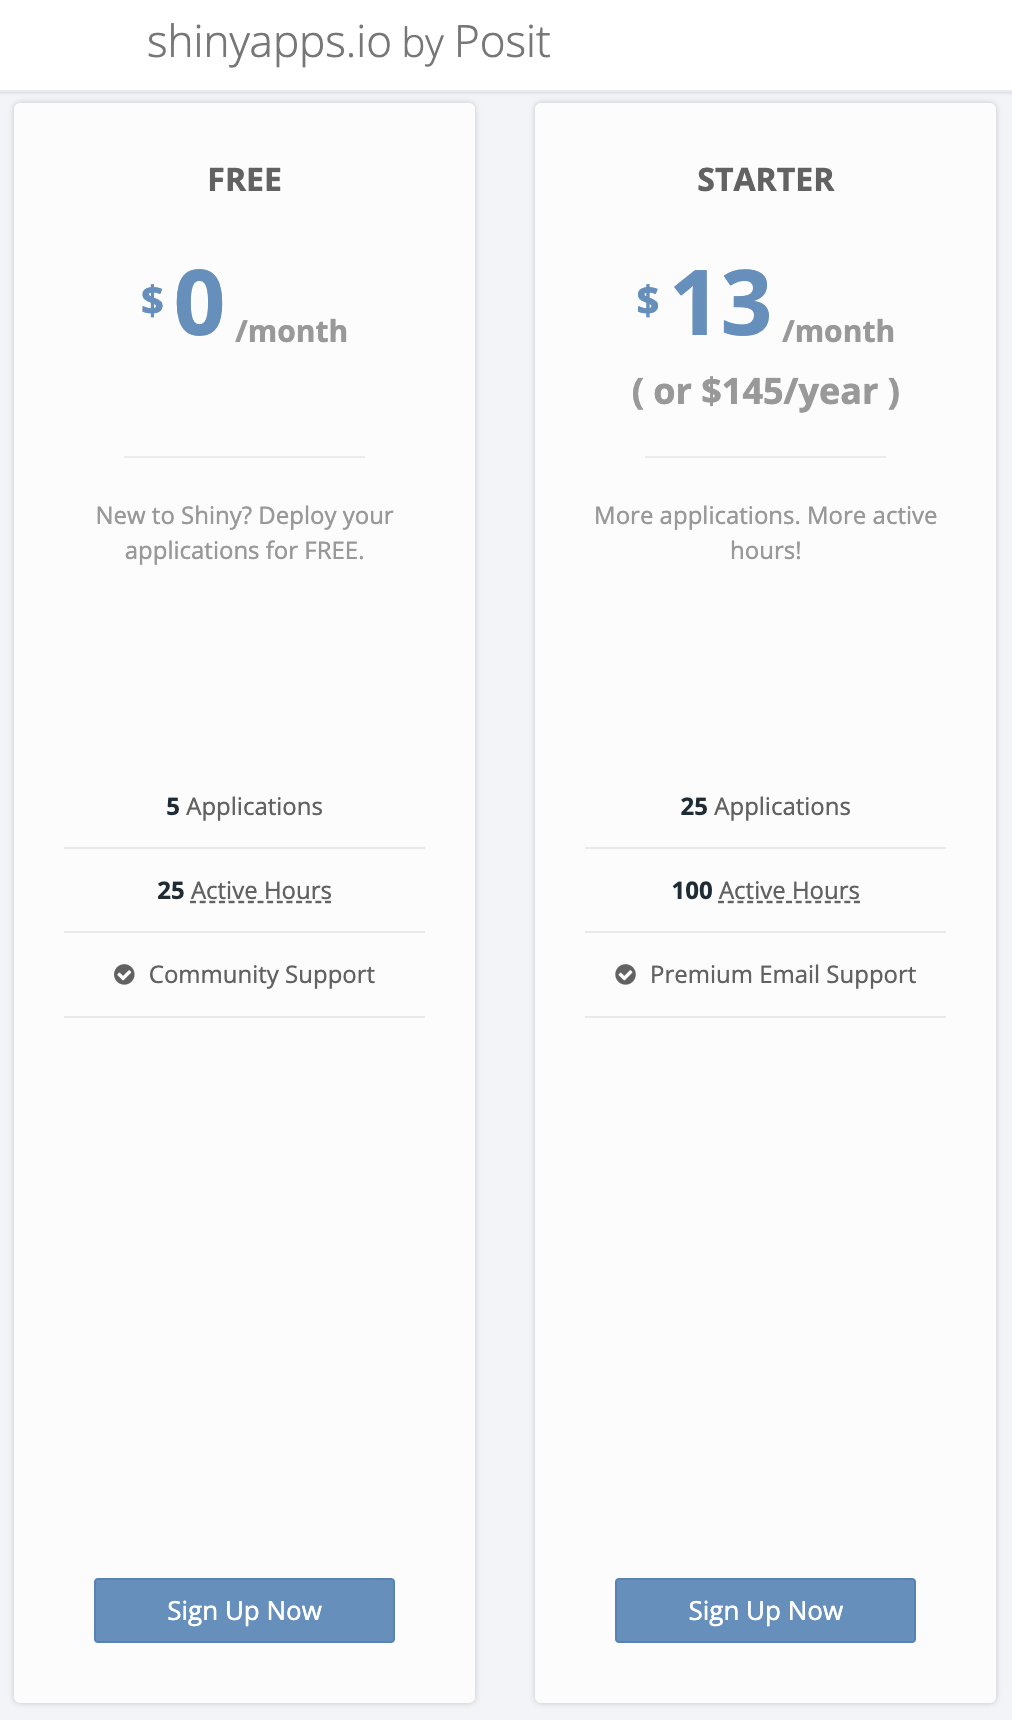 shinyapps.io by Posit
FREE
$0/month
New to Shiny? Deploy your
applications for FREE.
5 Applications
25 Active Hours
Community Support
Sign Up Now
STARTER
$13/month
( or $145/year )
More applications. More active
hours!
25 Applications
100 Active Hours
Premium Email Support
Sign Up Now